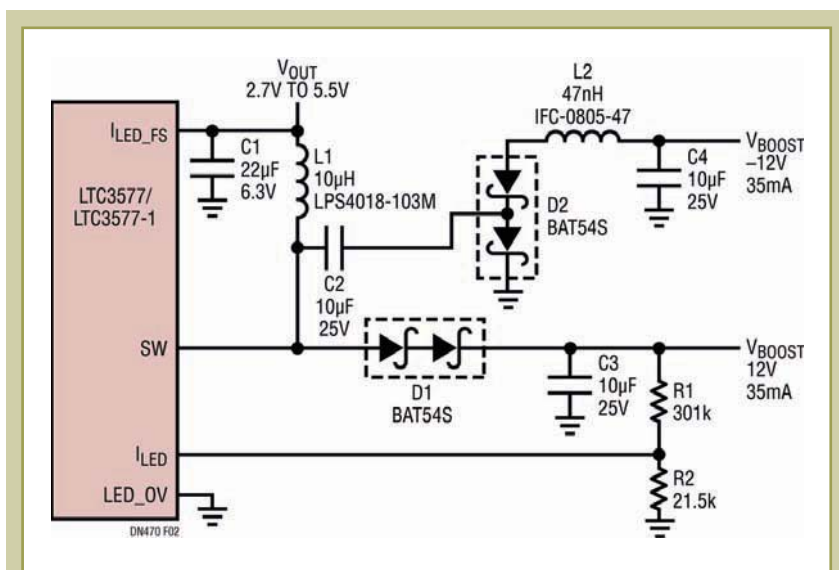 V_OUT
2.7V TO 5.5V
I_LED_FS
C1
22µF
6.3V
L1
10µH
LPS4018-103M
LTC3577/
LTC3577-1
L2
47nH
IFC-0805-47
V_BOOST
–12V
35mA
C4
10µF
25V
D2
BAT54S
C2
10µF
25V
SW
D1
BAT54S
C3
10µF
25V
V_BOOST
12V
35mA
R1
301k
I_LED
R2
21.5k
LED_OV
DN470 F02